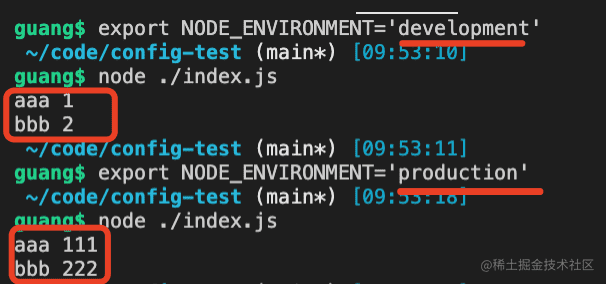 guang$ export NODE_ENVIRONMENT='development'
~/code/config-test (main*) [09:53:10]
guang$ node ./index.js
aaa 1
bbb 2
~/code/config-test (main*) [09:53:11]
guang$ export NODE_ENVIRONMENT='production'
~/code/config-test (main*) [09:53:18]
guang$ node ./index.js
aaa 111
bbb 222
@稀土掘金技术社区